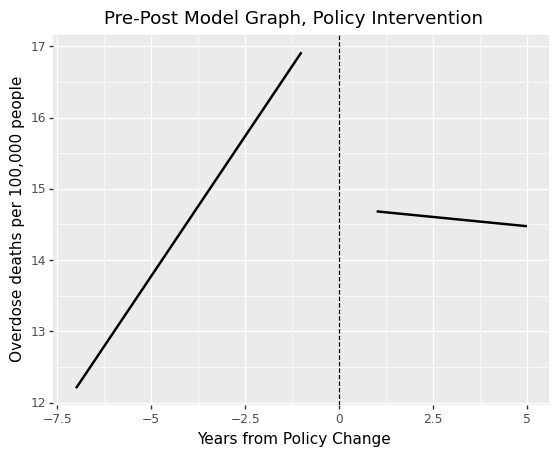 Pre-Post Model Graph, Policy Intervention
Overdose deaths per 100,000 people
17
16
15
14
13
12
−7.5 −5 −2.5 0 2.5 5
Years from Policy Change